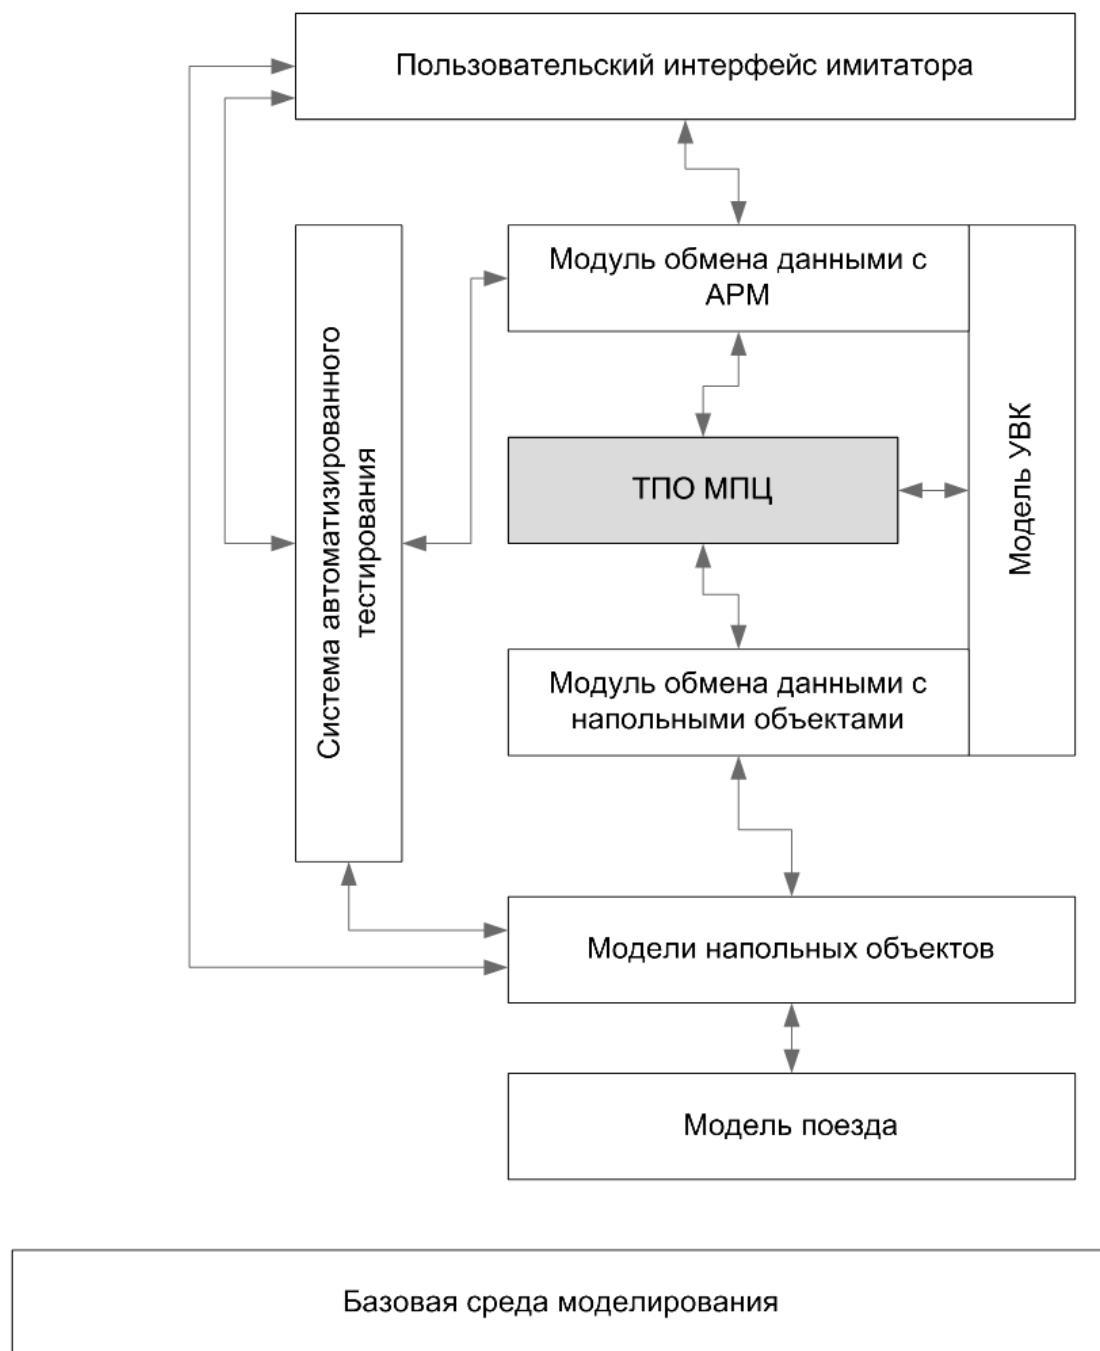 Пользовательский интерфейс имитатора
Модуль обмена данными с
АРМ
Система автоматизированного
тестирования
ТПО МПЦ
Модель УВК
Модуль обмена данными с
напольными объектами
Модели напольных объектов
Модель поезда
Базовая среда моделирования